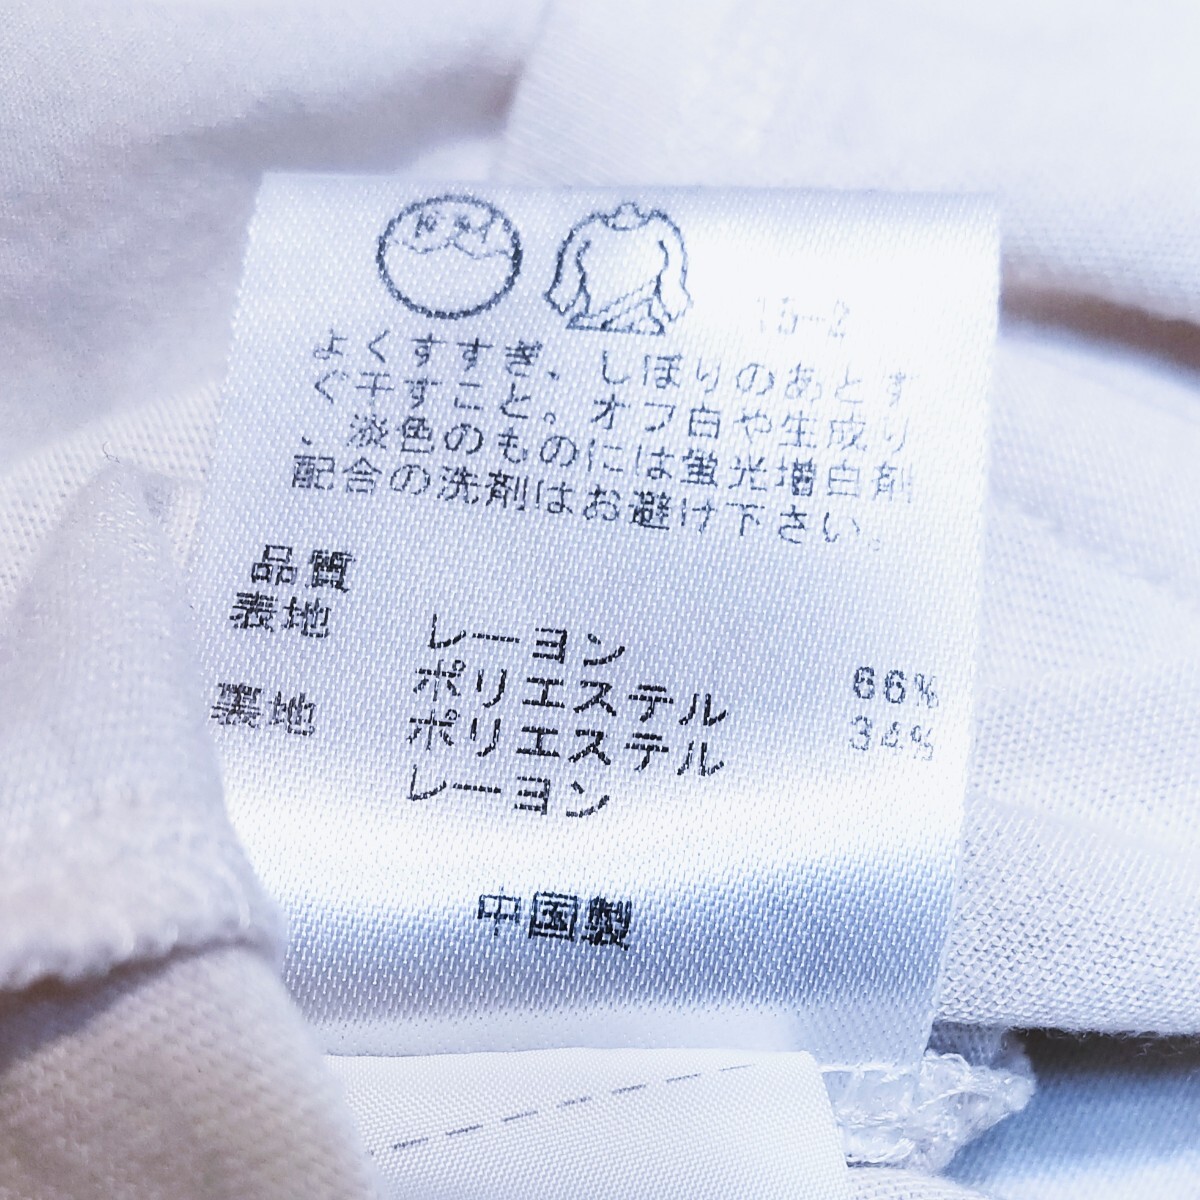 ドライ
15-2
よくすすぎ、しぼりのあとす
ぐ干すこと。オフ白や生成り
、淡色のものには蛍光増白剤
配合の洗剤はお避け下さい。
品質
表地 レーヨン 66%
ポリエステル 34%
裏地 ポリエステル
レーヨン
中国製